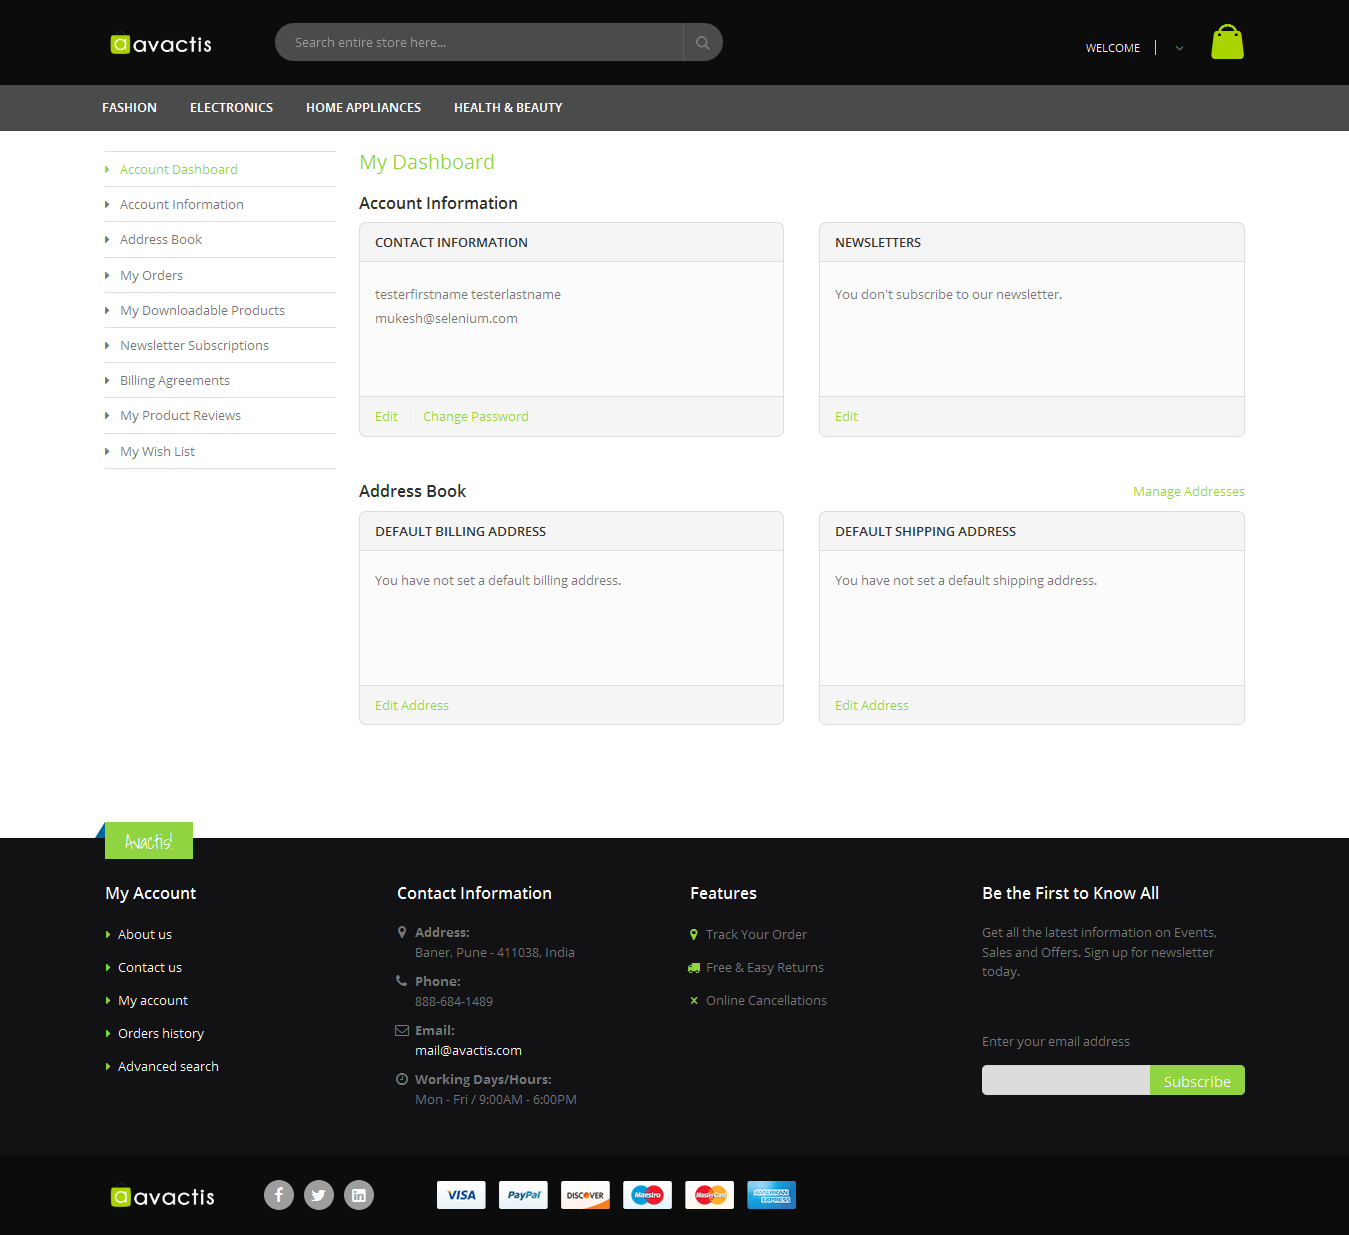 avactis
Search entire store here...
WELCOME
FASHION
ELECTRONICS
HOME APPLIANCES
HEALTH & BEAUTY
Account Dashboard
Account Information
Address Book
My Orders
My Downloadable Products
Newsletter Subscriptions
Billing Agreements
My Product Reviews
My Wish List
My Dashboard
Account Information
CONTACT INFORMATION
testerfirstname testerlastname
mukesh@selenium.com
Edit
Change Password
NEWSLETTERS
You don't subscribe to our newsletter.
Edit
Address Book
Manage Addresses
DEFAULT BILLING ADDRESS
You have not set a default billing address.
Edit Address
DEFAULT SHIPPING ADDRESS
You have not set a default shipping address.
Edit Address
Avactis!
My Account
About us
Contact us
My account
Orders history
Advanced search
Contact Information
Address:
Baner, Pune - 411038, India
Phone:
888-684-1489
Email:
mail@avactis.com
Working Days/Hours:
Mon - Fri / 9:00AM - 6:00PM
Features
Track Your Order
Free & Easy Returns
Online Cancellations
Be the First to Know All
Get all the latest information on Events,
Sales and Offers. Sign up for newsletter
today.
Enter your email address
Subscribe
avactis
VISA
PayPal
DISCOVER
Maestro
MasterCard
AMERICAN
EXPRESS